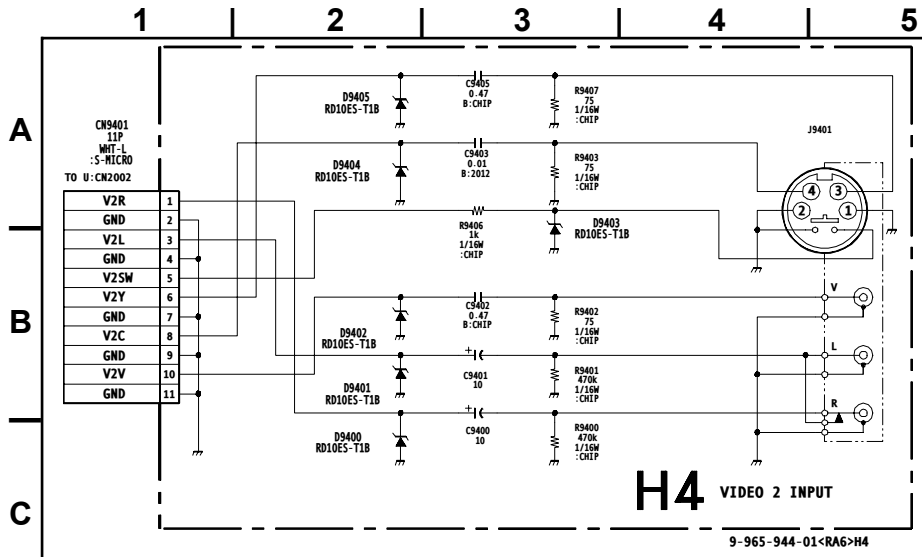 1 2 3 4 5
A
B
C
CN9401
11P
WHT-L
:S-MICRO
TO U:CN2002
V2R 1
GND 2
V2L 3
GND 4
V2SW 5
V2Y 6
GND 7
V2C 8
GND 9
V2V 10
GND 11
D9405
RD10ES-T1B
C9405
0.47
B:CHIP
R9407
75
1/16W
:CHIP
D9404
RD10ES-T1B
C9403
0.01
B:2012
R9403
75
1/16W
:CHIP
R9406
1k
1/16W
:CHIP
D9403
RD10ES-T1B
J9401
4 3
2 1
D9402
RD10ES-T1B
C9402
0.47
B:CHIP
R9402
75
1/16W
:CHIP
V
D9401
RD10ES-T1B
+
C9401
10
R9401
470k
1/16W
:CHIP
L
D9400
RD10ES-T1B
+
C9400
10
R9400
470k
1/16W
:CHIP
R
H4 VIDEO 2 INPUT
9-965-944-01<RA6>H4